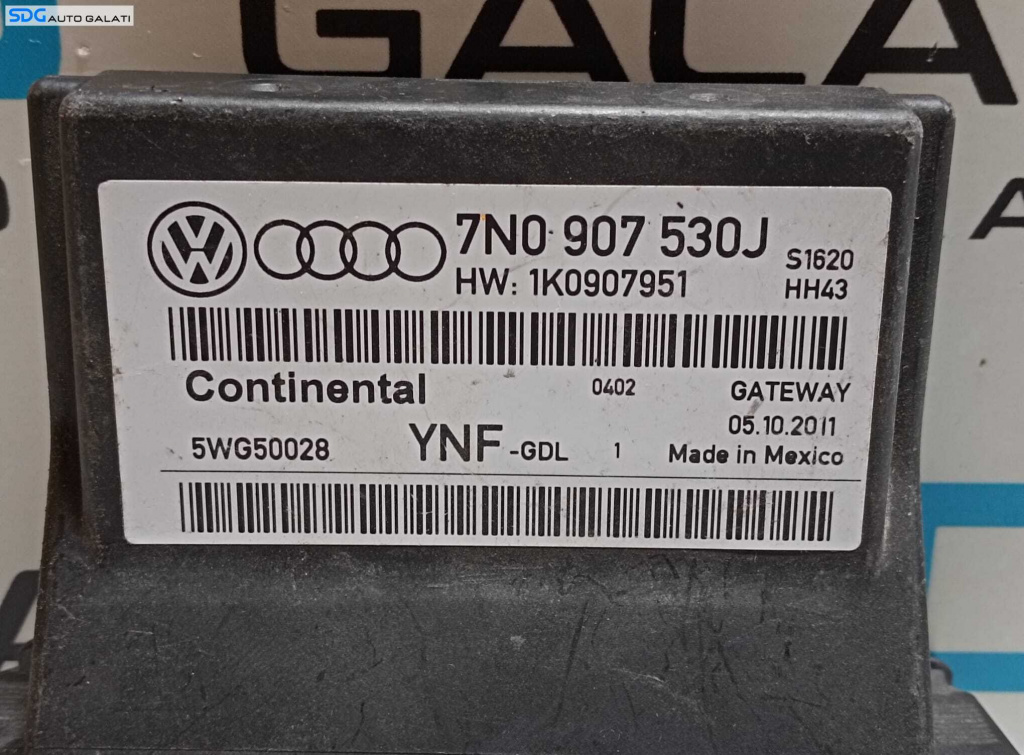 SDG AUTO GALATI
GALA
A
7N0 907 530J
HW: 1K0907951
S1620
HH43
Continental
0402
GATEWAY
05.10.2011
5WG50028
YNF -GDL 1
Made in Mexico